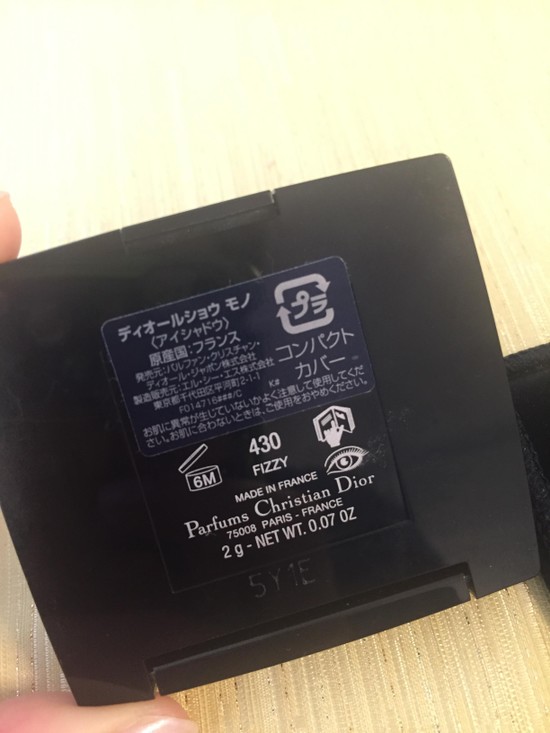 ディオールショウ モノ
〈アイシャドウ〉
原産国:フランス
発売元:パルファン・クリスチャン・
ディオール・ジャポン株式会社
製造販売元:エル・シー・エス株式会社
東京都千代田区平河町2-1-1
F014716###/C
K#
プラ
コンパクト
カバー
お肌に異常が生じていないかよく注意して使用してくだ
さい。お肌に合わないときは、ご使用をおやめください。
6M
430
FIZZY
MADE IN FRANCE
Parfums Christian Dior
75008 PARIS - FRANCE
2 g - NET WT. 0.07 OZ
5Y1E